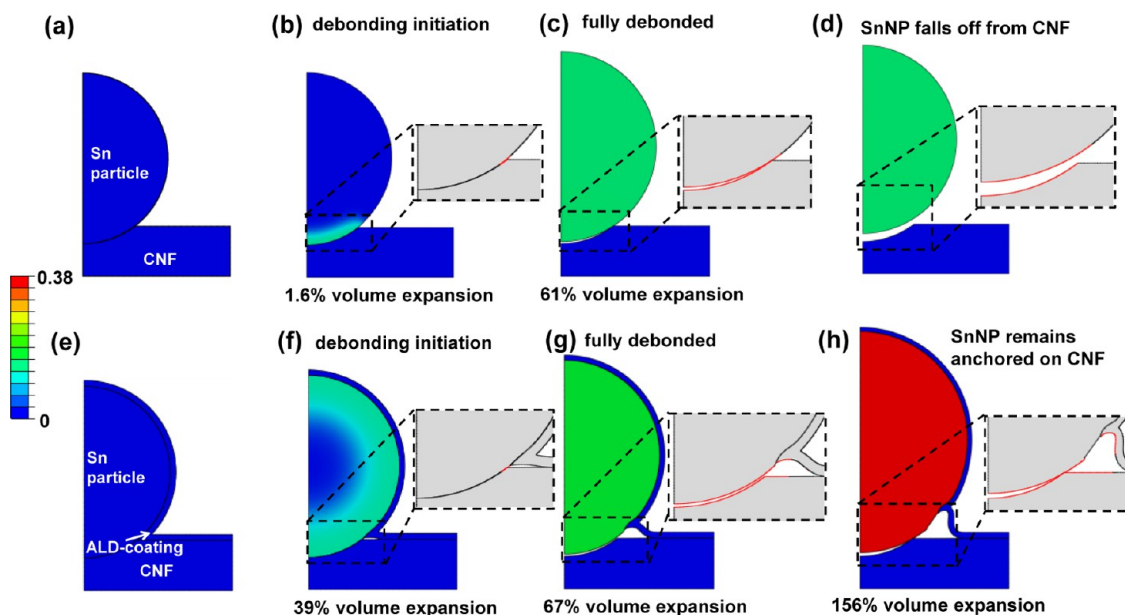 (a)
(b) debonding initiation
(c) fully debonded
(d) SnNP falls off from CNF
Sn
particle
CNF
1.6% volume expansion
61% volume expansion
0.38
0
(e)
(f) debonding initiation
(g) fully debonded
(h) SnNP remains
anchored on CNF
Sn
particle
ALD-coating
CNF
39% volume expansion
67% volume expansion
156% volume expansion